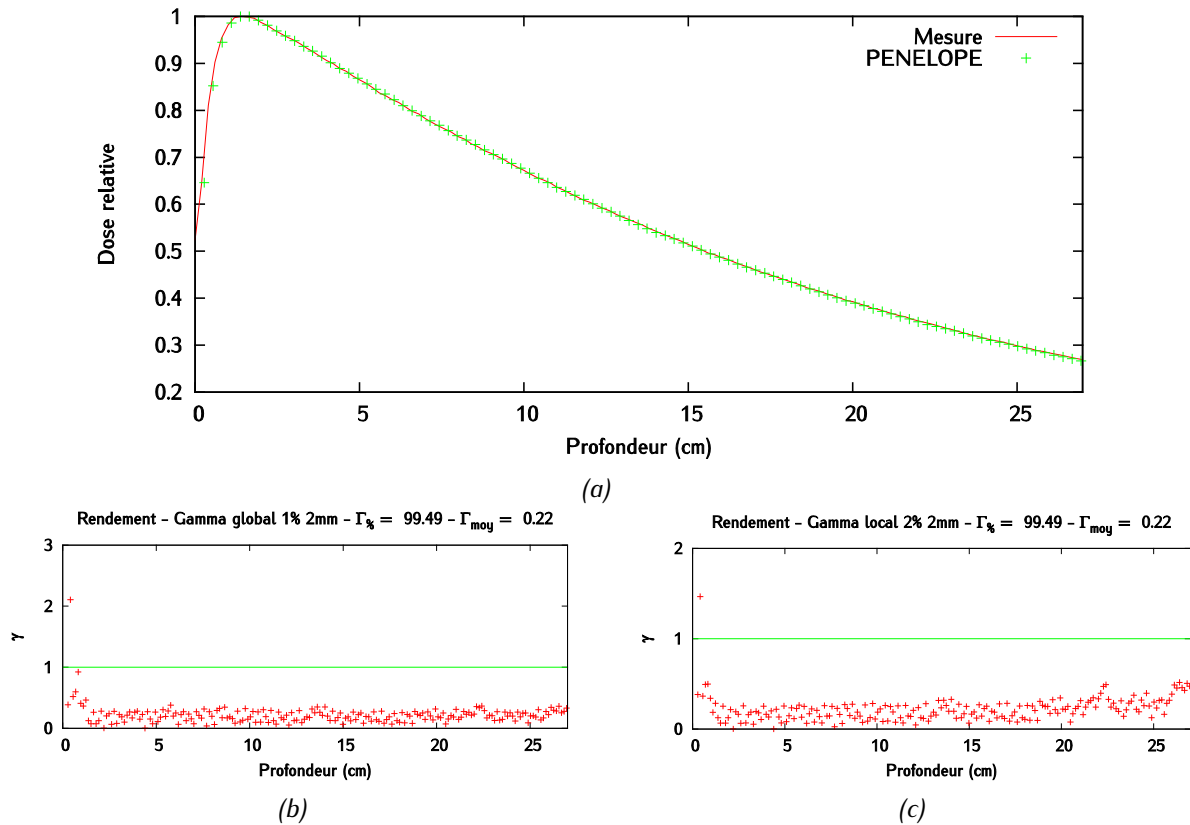 1
0.9
0.8
0.7
0.6
0.5
0.4
0.3
0.2
Dose relative
Mesure
PENELOPE
0 5 10 15 20 25
Profondeur (cm)
(a)
Rendement - Gamma global 1% 2mm - Γ% = 99.49 - Γmoy = 0.22
3
2
1
0
γ
0 5 10 15 20 25
Profondeur (cm)
(b)
Rendement - Gamma local 2% 2mm - Γ% = 99.49 - Γmoy = 0.22
2
1
0
γ
0 5 10 15 20 25
Profondeur (cm)
(c)